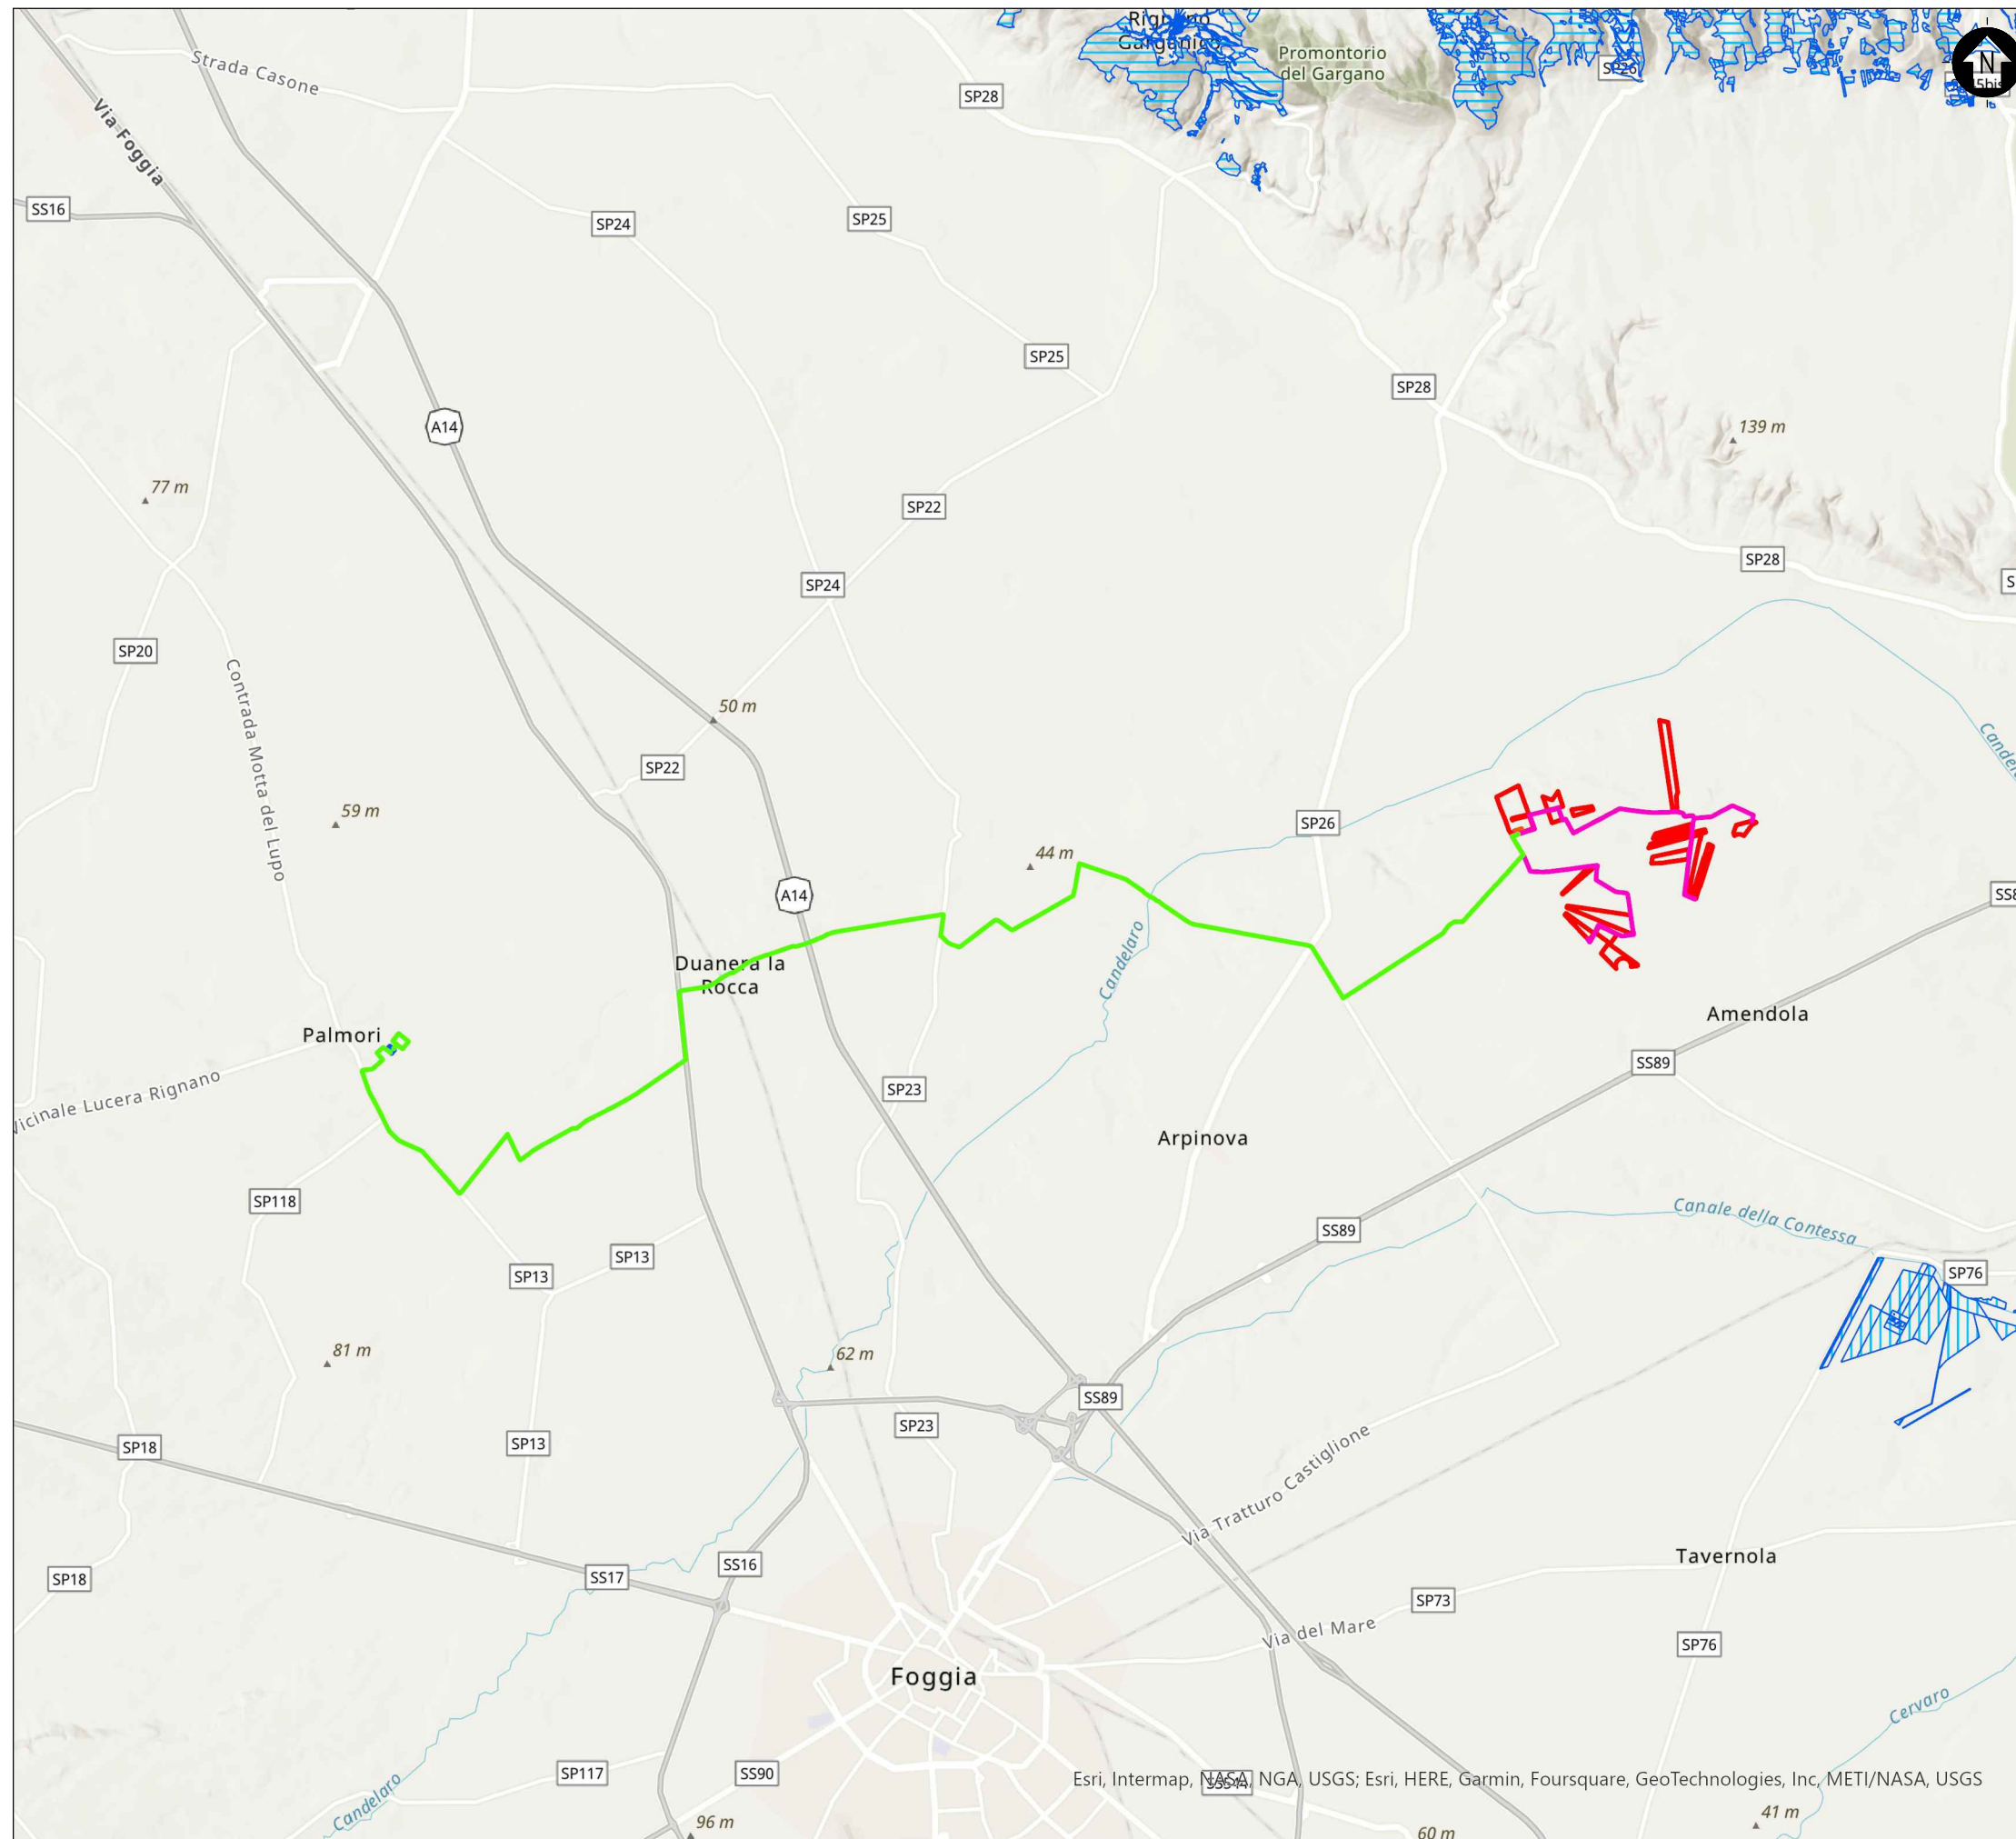 Rignano
Garganico
Promontorio
del Gargano
Strada Casone
SP26
N
5bis
SP28
Via Foggia
SS16
SP24
SP25
SP25
SP28
A14
139 m
77 m
SP22
SP28
SP24
SP20
Contrada Motta del Lupo
50 m
SP22
59 m
SP26
44 m
A14
Candelaro
Duanera la
Rocca
Amendola
Palmori
SS89
Vicinale Lucera Rignano
SP23
Arpinova
SP118
Canale della Contessa
SS89
SP13
SP13
SP76
81 m
62 m
SS89
SP23
SP18
SP13
Via Tratturo Castiglione
Tavernola
SS16
SS17
SP18
SP73
Via del Mare
SP76
Foggia
Cervaro
SP117
SS90
Esri, Intermap, NASA, NGA, USGS; Esri, HERE, Garmin, Foursquare, GeoTechnologies, Inc, METI/NASA, USGS
Candelaro
96 m
41 m
60 m